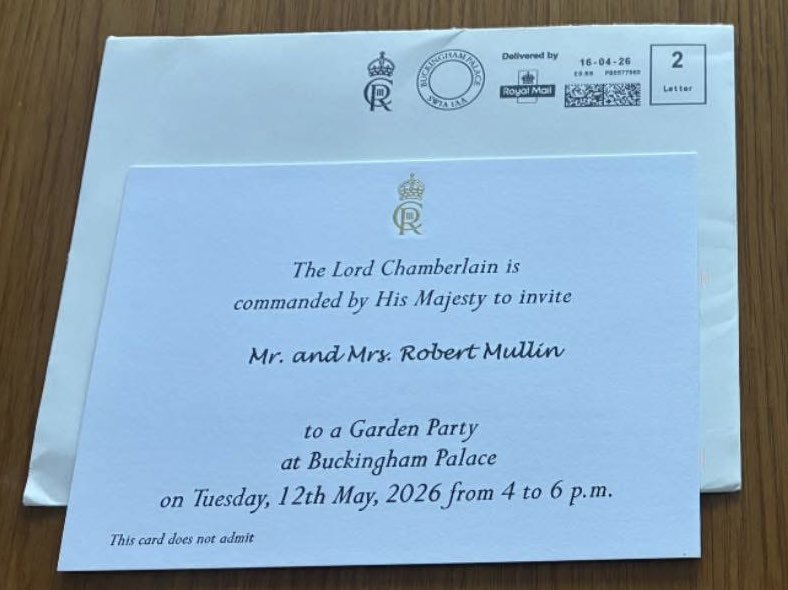 BUCKINGHAM PALACE
SW1A 1AA
Delivered by
Royal Mail
16-04-26
2
Letter
The Lord Chamberlain is
commanded by His Majesty to invite
Mr. and Mrs. Robert Mullin
to a Garden Party
at Buckingham Palace
on Tuesday, 12th May, 2026 from 4 to 6 p.m.
This card does not admit